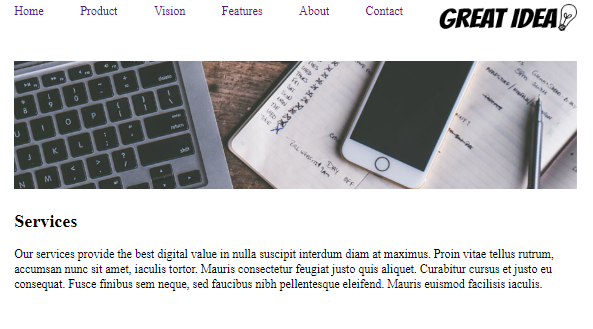 Home Product Vision Features About Contact GREAT IDEA
Services
Our services provide the best digital value in nulla suscipit interdum diam at maximus. Proin vitae tellus rutrum,
accumsan nunc sit amet, iaculis tortor. Mauris consectetur feugiat justo quis aliquet. Curabitur cursus et justo eu
consequat. Fusce finibus sem neque, sed faucibus nibh pellentesque eleifend. Mauris euismod facilisis iaculis.